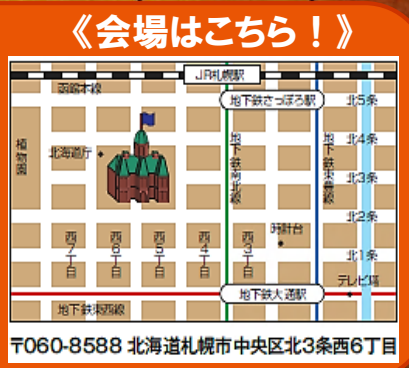 《会場はこちら！》
JR札幌駅
函館本線
地下鉄さっぽろ駅
北5条
植物園
北海道庁
地下鉄南北線
地下鉄東豊線
北4条
北3条
北2条
西7丁目
西6丁目
西5丁目
西4丁目
西3丁目
時計台
北1条
テレビ塔
地下鉄大通駅
地下鉄東西線
〒060-8588 北海道札幌市中央区北3条西6丁目